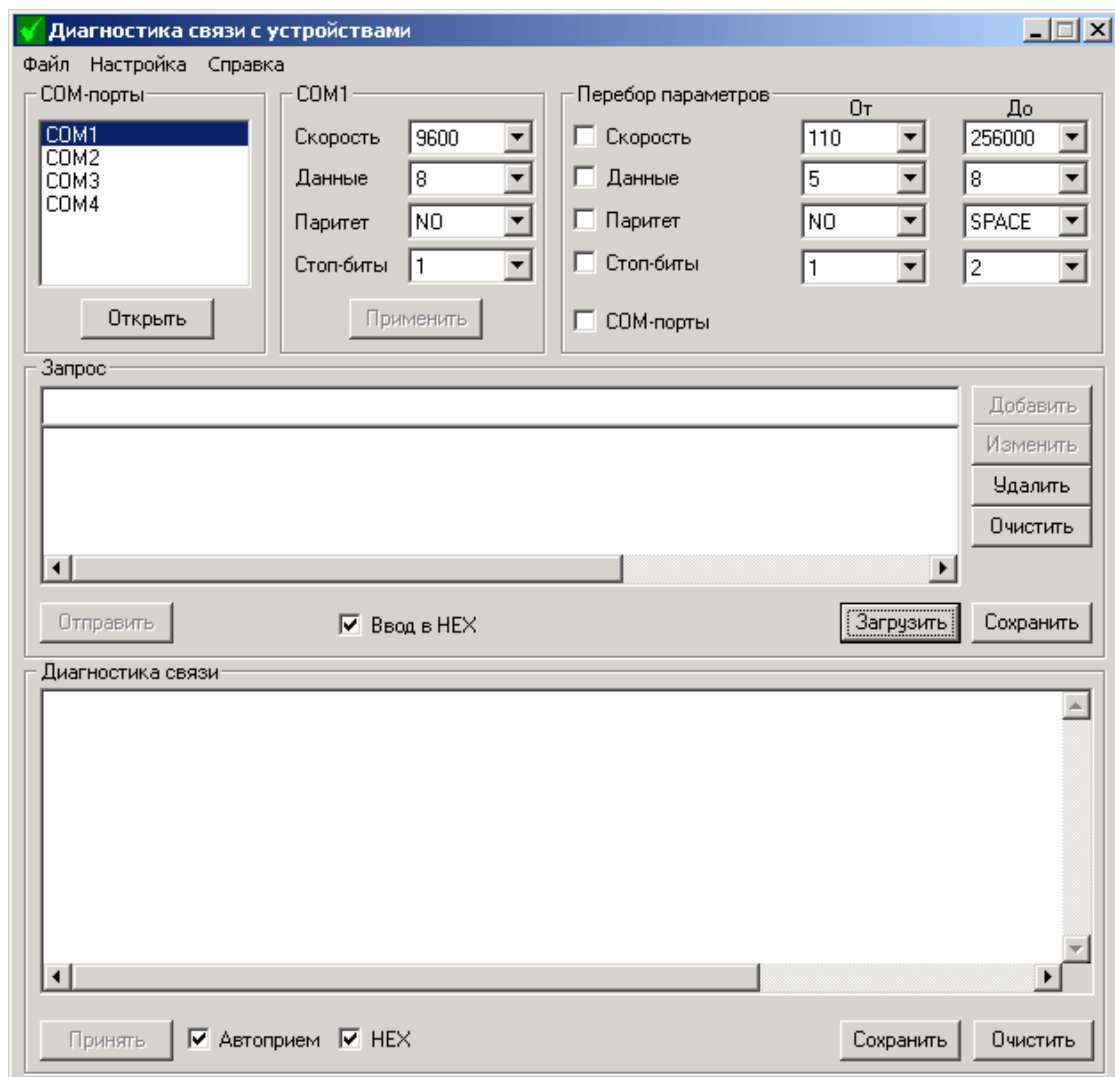 Диагностика связи с устройствами
Файл Настройка Справка
COM-порты
COM1
COM2
COM3
COM4
Открыть
COM1
Скорость 9600
Данные 8
Паритет NO
Стоп-биты 1
Применить
Перебор параметров
От До
Скорость 110 256000
Данные 5 8
Паритет NO SPACE
Стоп-биты 1 2
COM-порты
Запрос
Добавить
Изменить
Удалить
Очистить
Отправить Ввод в HEX Загрузить Сохранить
Диагностика связи
Принять Автоприем HEX Сохранить Очистить